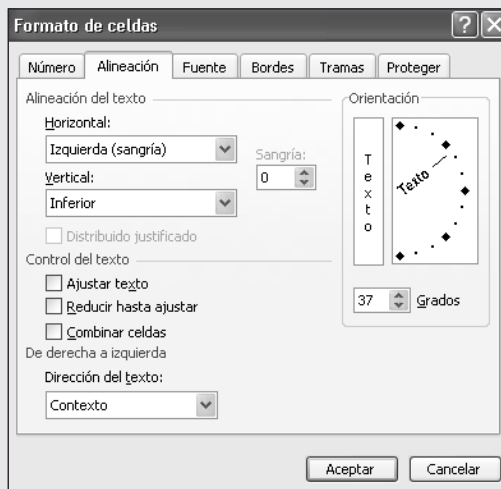 Formato de celdas
Número Alineación Fuente Bordes Tramas Proteger
Alineación del texto
Horizontal:
Izquierda (sangría)
Sangría:
0
Vertical:
Inferior
Distribuido justificado
Control del texto
Ajustar texto
Reducir hasta ajustar
Combinar celdas
De derecha a izquierda
Dirección del texto:
Contexto
Orientación
Texto
Texto
37 Grados
Aceptar Cancelar